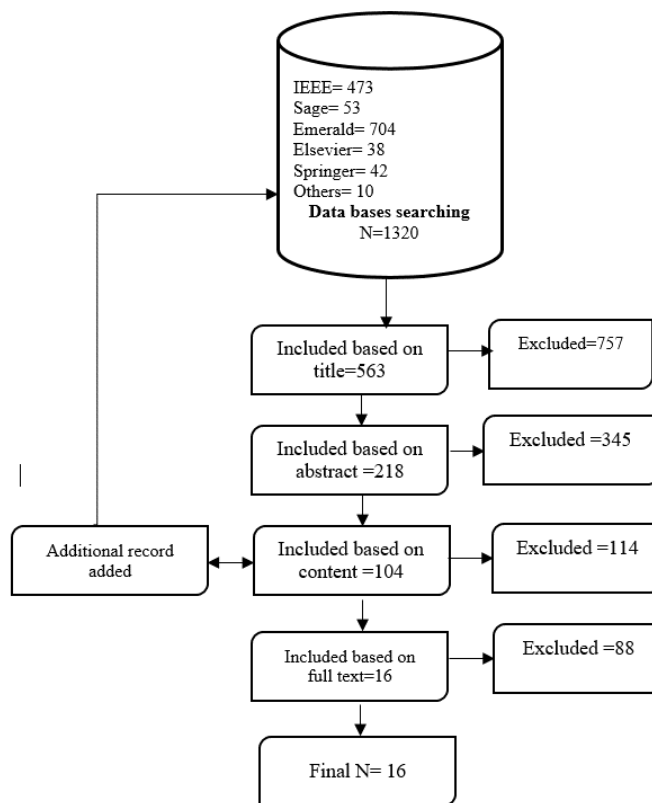 IEEE= 473
Sage= 53
Emerald= 704
Elsevier= 38
Springer= 42
Others= 10
Data bases searching
N=1320
Included based on
title=563
Excluded=757
Included based on
abstract =218
Excluded =345
Additional record
added
Included based on
content =104
Excluded =114
Included based on
full text=16
Excluded =88
Final N= 16